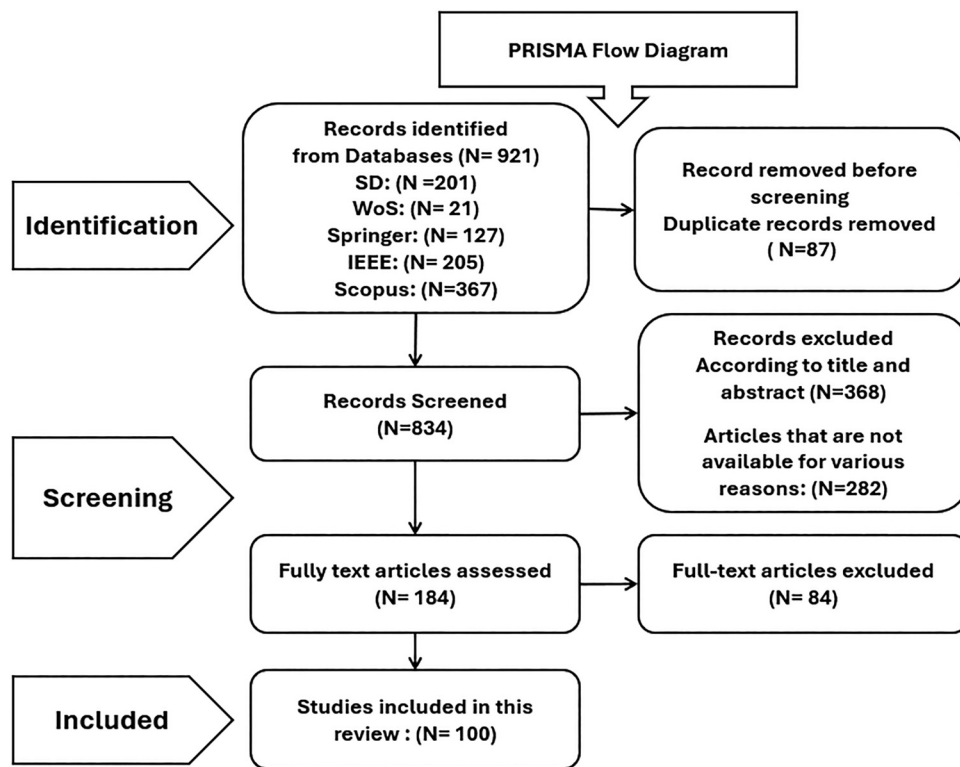 PRISMA Flow Diagram
Identification
Records identified
from Databases (N= 921)
SD: (N =201)
WoS: (N= 21)
Springer: (N= 127)
IEEE: (N= 205)
Scopus: (N=367)
Record removed before
screening
Duplicate records removed
( N=87)
Screening
Records Screened
(N=834)
Records excluded
According to title and
abstract (N=368)
Articles that are not
available for various
reasons: (N=282)
Fully text articles assessed
(N= 184)
Full-text articles excluded
(N= 84)
Included
Studies included in this
review : (N= 100)